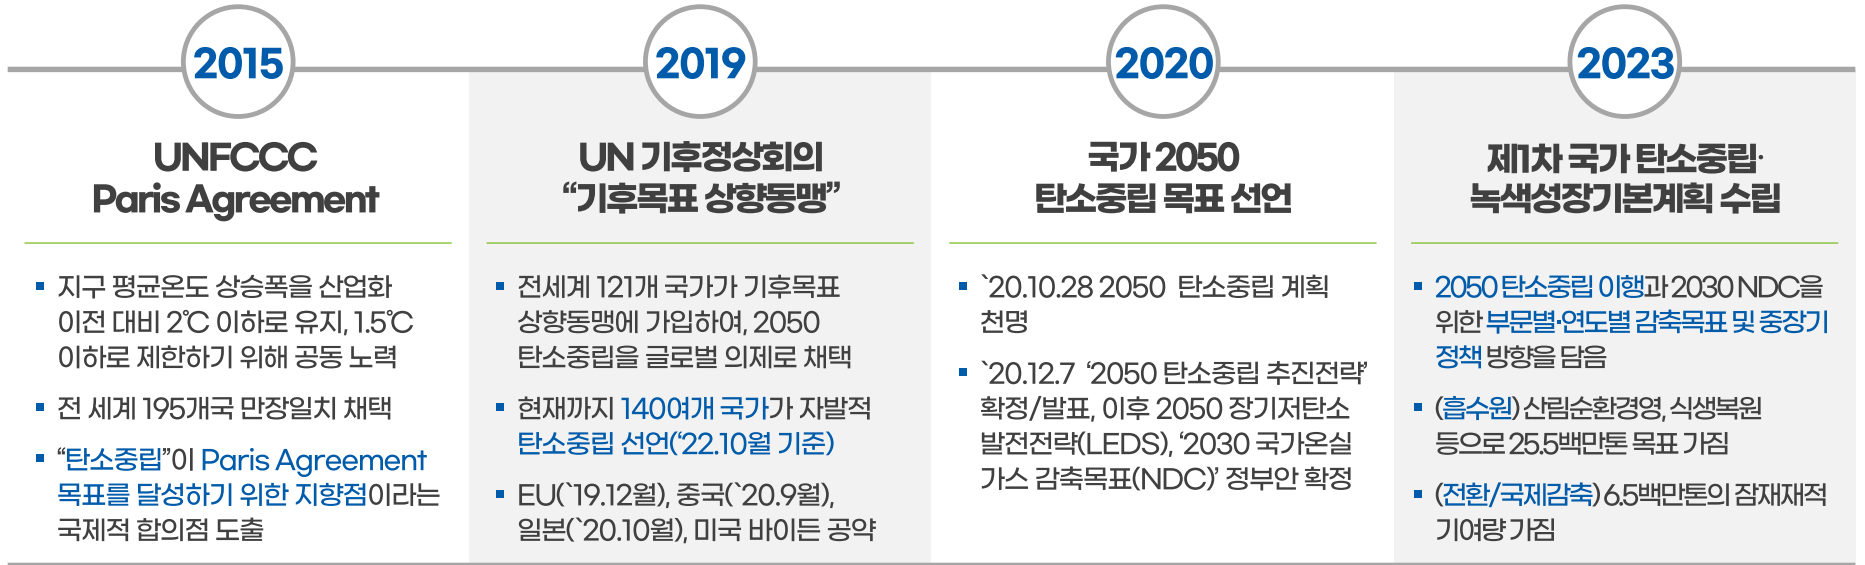 2015
UNFCCC
Paris Agreement
▪ 지구 평균온도 상승폭을 산업화
이전 대비 2℃ 이하로 유지, 1.5℃
이하로 제한하기 위해 공동 노력
▪ 전 세계 195개국 만장일치 채택
▪ “탄소중립”이 Paris Agreement
목표를 달성하기 위한 지향점이라는
국제적 합의점 도출
2019
UN 기후정상회의
“기후목표 상향동맹”
▪ 전세계 121개 국가가 기후목표
상향동맹에 가입하여, 2050
탄소중립을 글로벌 의제로 채택
▪ 현재까지 140여개 국가가 자발적
탄소중립 선언(‘22.10월 기준)
▪ EU(`19.12월), 중국(`20.9월),
일본(`20.10월), 미국 바이든 공약
2020
국가 2050
탄소중립 목표 선언
▪ `20.10.28 2050 탄소중립 계획
천명
▪ `20.12.7 ‘2050 탄소중립 추진전략’
확정/발표, 이후 2050 장기저탄소
발전전략(LEDS), ‘2030 국가온실
가스 감축목표(NDC)’ 정부안 확정
2023
제1차 국가 탄소중립·
녹색성장기본계획 수립
▪ 2050 탄소중립 이행과 2030 NDC을
위한 부문별·연도별 감축목표 및 중장기
정책 방향을 담음
▪ (흡수원) 산림순환경영, 식생복원
등으로 25.5백만톤 목표 가짐
▪ (전환/국제감축) 6.5백만톤의 잠재재적
기여량 가짐